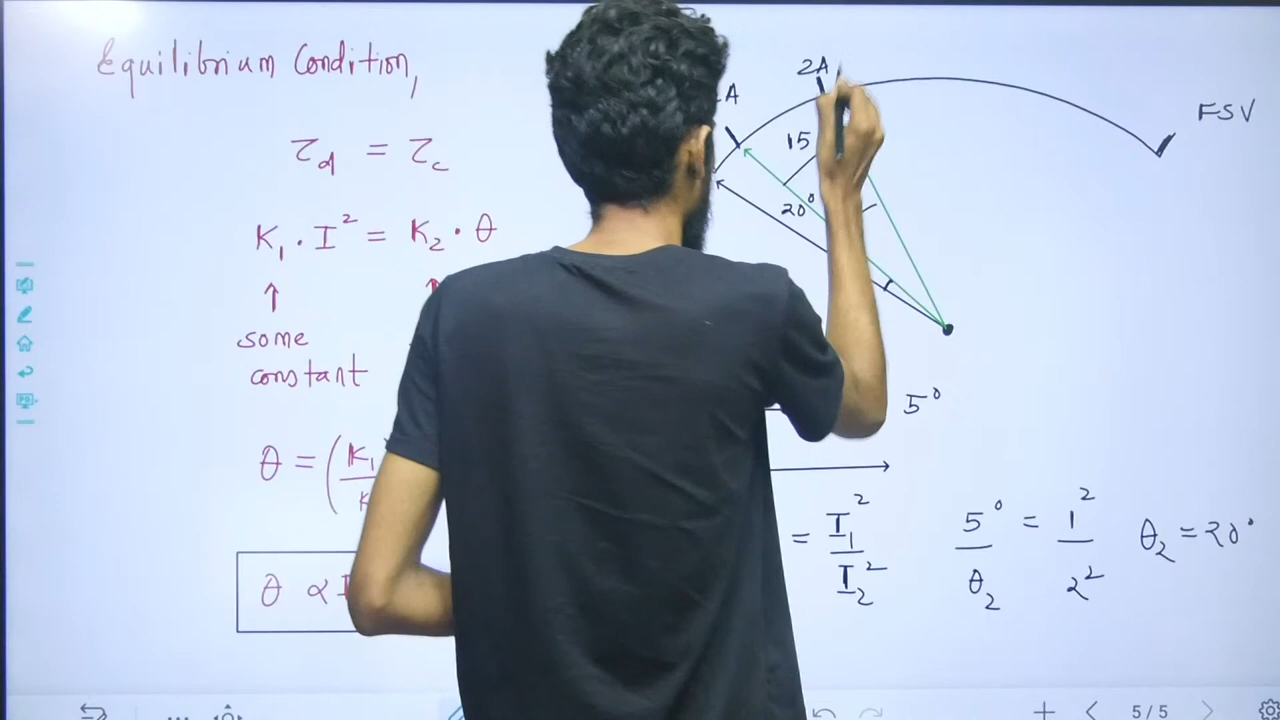 Equilibrium Condition,
τd = τc
K1 · I² = K2 · θ
↑
some
constant
θ = (K1
θ ∝ I
A
2A
FSV
15
20°
5°
= I1² / I2²
5° / θ2 = 1² / 2²
θ2 = 20°
5/5